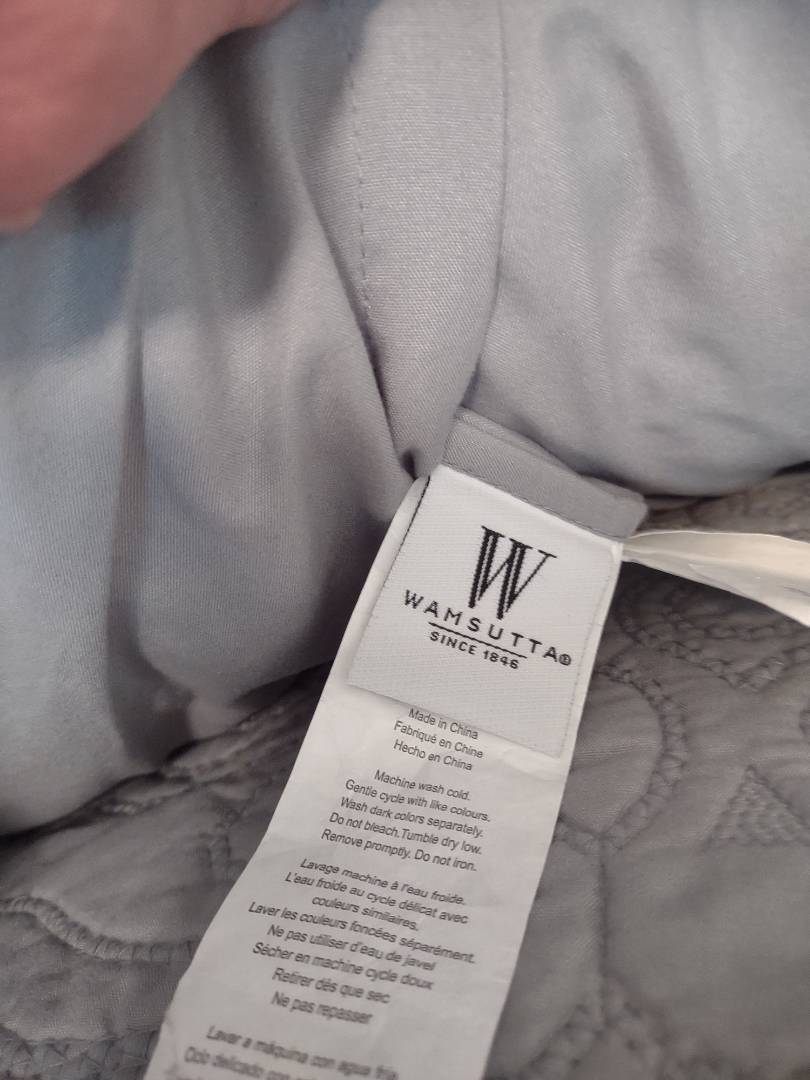 W
WAMSUTTA®
SINCE 1846
Made in China
Fabriqué en Chine
Hecho en China
Machine wash cold.
Gentle cycle with like colours.
Wash dark colors separately.
Do not bleach.Tumble dry low.
Remove promptly. Do not iron.
Lavage machine à l'eau froide.
L'eau froide au cycle délicat avec
couleurs similaires.
Laver les couleurs foncées séparément.
Ne pas utiliser d'eau de javel
Sécher en machine cycle doux
Retirer dès que sec
Ne pas repasser
Lavar a máquina con agua fría
Ciclo delicado con